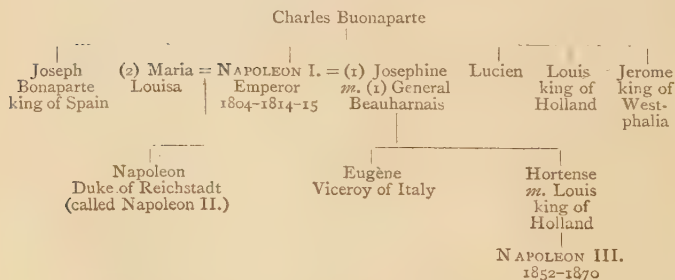 Charles Buonaparte
Joseph
Bonaparte
king of Spain
(2) Maria
Louisa
= NAPOLEON I. =
Emperor
1804-1814-15
(1) Josephine
m. (1) General
Beauharnais
Lucien
Louis
king of
Holland
Jerome
king of
West-
phalia
Napoleon
Duke of Reichstadt
(called Napoleon II.)
Eugène
Viceroy of Italy
Hortense
m. Louis
king of
Holland
NAPOLEON III.
1852-1870